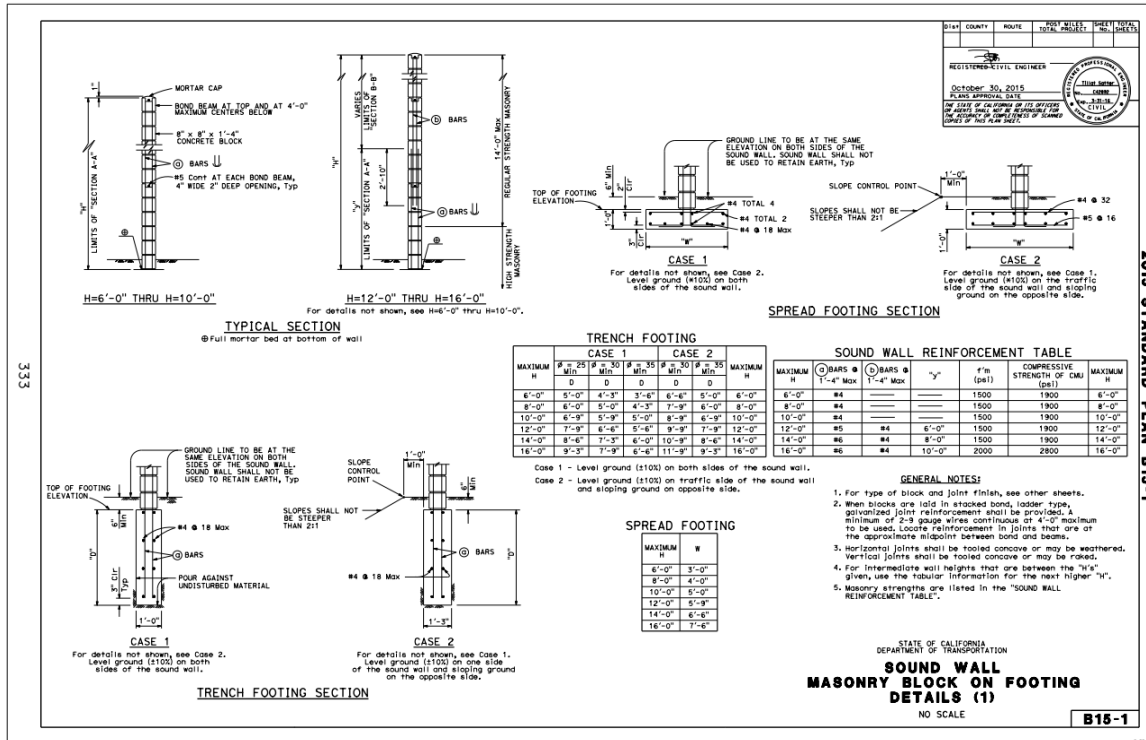 Dist COUNTY ROUTE POST MILES TOTAL PROJECT SHEET No. TOTAL SHEETS
REGISTERED CIVIL ENGINEER
October 30, 2015
PLANS APPROVAL DATE
THE STATE OF CALIFORNIA OR ITS OFFICERS
OR AGENTS SHALL NOT BE RESPONSIBLE FOR
THE ACCURACY OR COMPLETENESS OF SCANNED
COPIES OF THIS PLAN SHEET.
REGISTERED PROFESSIONAL ENGINEER
CIVIL
STATE OF CALIFORNIA
1"
MORTAR CAP
BOND BEAM AT TOP AND AT 4'-0"
MAXIMUM CENTERS BELOW
8" x 8" x 1'-4"
CONCRETE BLOCK
ⓐ BARS
#5 Cont AT EACH BOND BEAM,
4" WIDE 2" DEEP OPENING, Typ
"H"
LIMITS OF "SECTION A-A"
H=6'-0" THRU H=10'-0"
VARIES
LIMITS OF
"SECTION B-B"
ⓑ BARS
"H"
"y"
LIMITS OF "SECTION A-A"
2'-10"
ⓐ BARS
14'-0" Max
REGULAR STRENGTH MASONRY
HIGH STRENGTH
MASONRY
H=12'-0" THRU H=16'-0"
For details not shown, see H=6'-0" thru H=10'-0".
TYPICAL SECTION
⊕ Full mortar bed at bottom of wall
GROUND LINE TO BE AT THE SAME
ELEVATION ON BOTH SIDES OF THE
SOUND WALL. SOUND WALL SHALL NOT
BE USED TO RETAIN EARTH, Typ
6" Min
2"
Clr
TOP OF FOOTING
ELEVATION
1'-0"
3"
Clr
#4 TOTAL 4
#4 TOTAL 2
#4 @ 18 Max
"W"
CASE 1
For details not shown, see Case 2.
Level ground (±10%) on both
sides of the sound wall.
1'-0"
Min
SLOPE CONTROL POINT
SLOPES SHALL NOT BE
STEEPER THAN 2:1
#4 @ 32
#5 @ 16
1'-0"
"W"
CASE 2
For details not shown, see Case 1.
Level ground (±10%) on the traffic
side of the sound wall and sloping
ground on the opposite side.
SPREAD FOOTING SECTION
TRENCH FOOTING
CASE 1 CASE 2
MAXIMUM H Ø = 25 Min Ø = 30 Min Ø = 35 Min Ø = 30 Min Ø = 35 Min MAXIMUM H
D D D D D
6'-0" 5'-0" 4'-3" 3'-6" 6'-6" 5'-0" 6'-0"
8'-0" 6'-0" 5'-0" 4'-3" 7'-9" 6'-0" 8'-0"
10'-0" 6'-9" 5'-9" 5'-0" 8'-9" 6'-9" 10'-0"
12'-0" 7'-9" 6'-6" 5'-6" 9'-9" 7'-9" 12'-0"
14'-0" 8'-6" 7'-3" 6'-0" 10'-9" 8'-6" 14'-0"
16'-0" 9'-3" 7'-9" 6'-6" 11'-9" 9'-3" 16'-0"
Case 1 - Level ground (±10%) on both sides of the sound wall.
Case 2 - Level ground (±10%) on traffic side of the sound wall
and sloping ground on opposite side.
SOUND WALL REINFORCEMENT TABLE
MAXIMUM H ⓐ BARS @ 1'-4" Max ⓑ BARS @ 1'-4" Max "y" f'm (psi) COMPRESSIVE STRENGTH OF CMU (psi) MAXIMUM H
6'-0" #4 —— —— 1500 1900 6'-0"
8'-0" #4 —— —— 1500 1900 8'-0"
10'-0" #4 —— —— 1500 1900 10'-0"
12'-0" #5 #4 6'-0" 1500 1900 12'-0"
14'-0" #6 #4 8'-0" 1500 1900 14'-0"
16'-0" #6 #4 10'-0" 2000 2800 16'-0"
GROUND LINE TO BE AT THE
SAME ELEVATION ON BOTH
SIDES OF THE SOUND WALL.
SOUND WALL SHALL NOT BE
USED TO RETAIN EARTH, Typ
TOP OF FOOTING
ELEVATION
6"
Min
#4 @ 18 Max
ⓐ BARS
"D"
3" Clr
Typ
POUR AGAINST
UNDISTURBED MATERIAL
1'-0"
CASE 1
For details not shown, see Case 2.
Level ground (±10%) on both
sides of the sound wall.
1'-0"
Min
SLOPE
CONTROL
POINT
SLOPES SHALL NOT
BE STEEPER
THAN 2:1
ⓐ BARS
#4 @ 18 Max
"D"
1'-3"
CASE 2
For details not shown, see Case 1.
Level ground (±10%) on one side
of the sound wall and sloping ground
on the opposite side.
TRENCH FOOTING SECTION
SPREAD FOOTING
MAXIMUM H W
6'-0" 3'-0"
8'-0" 4'-0"
10'-0" 5'-0"
12'-0" 5'-9"
14'-0" 6'-6"
16'-0" 7'-6"
GENERAL NOTES:
1. For type of block and joint finish, see other sheets.
2. When blocks are laid in stacked bond, ladder type,
galvanized joint reinforcement shall be provided. A
minimum of 2-9 gauge wires continuous at 4'-0" maximum
to be used. Locate reinforcement in joints that are at
the approximate midpoint between bond and beams.
3. Horizontal joints shall be tooled concave or may be weathered.
Vertical joints shall be tooled concave or may be raked.
4. For intermediate wall heights that are between the "H's"
given, use the tabular information for the next higher "H".
5. Masonry strengths are listed in the "SOUND WALL
REINFORCEMENT TABLE".
STATE OF CALIFORNIA
DEPARTMENT OF TRANSPORTATION
SOUND WALL
MASONRY BLOCK ON FOOTING
DETAILS (1)
NO SCALE
B15-1
2015 STANDARD PLAN B15-1
333